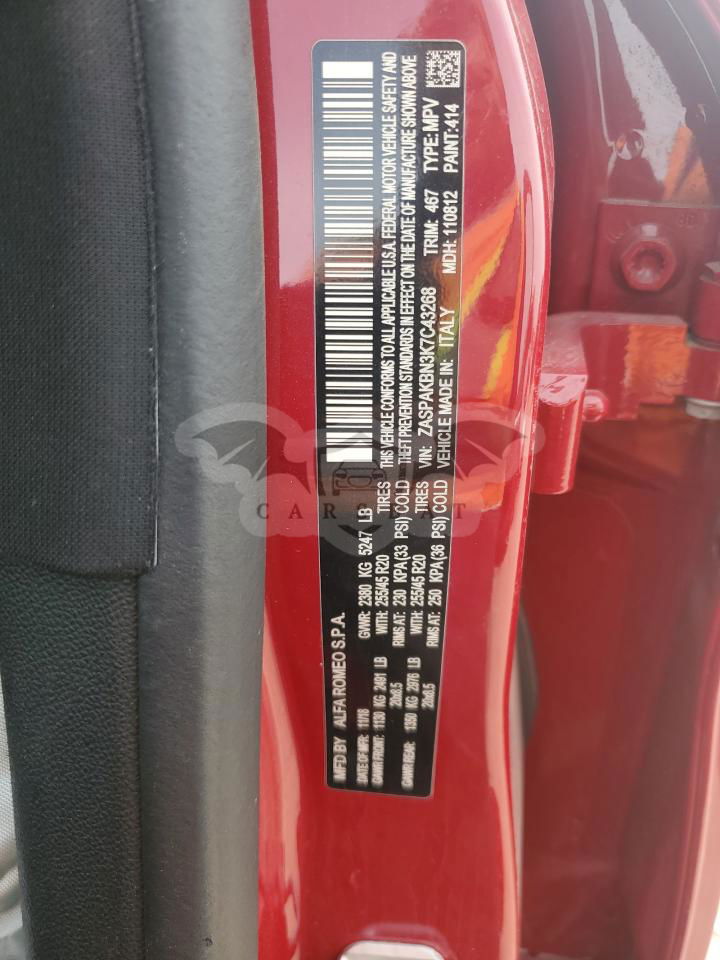 MFD BY ALFA ROMEO S.P.A.
DATE OF MFR: 11/18 GVWR: 2380 KG 5247 LB
GAWR FRONT: 1130 KG 2491 LB WITH: 255/45 R20 TIRES
20x8.5 RIMS AT: 230 KPA(33 PSI) COLD
GAWR REAR: 1350 KG 2976 LB WITH: 255/45 R20 TIRES
20x8.5 RIMS AT: 250 KPA(36 PSI) COLD
THIS VEHICLE CONFORMS TO ALL APPLICABLE U.S.A. FEDERAL MOTOR VEHICLE SAFETY AND
THEFT PREVENTION STANDARDS IN EFFECT ON THE DATE OF MANUFACTURE SHOWN ABOVE
VIN: ZASPAKBN3K7C43268 TRIM: 467 TYPE: MPV
VEHICLE MADE IN: ITALY MDH: 110812 PAINT: 414
CARSBAT